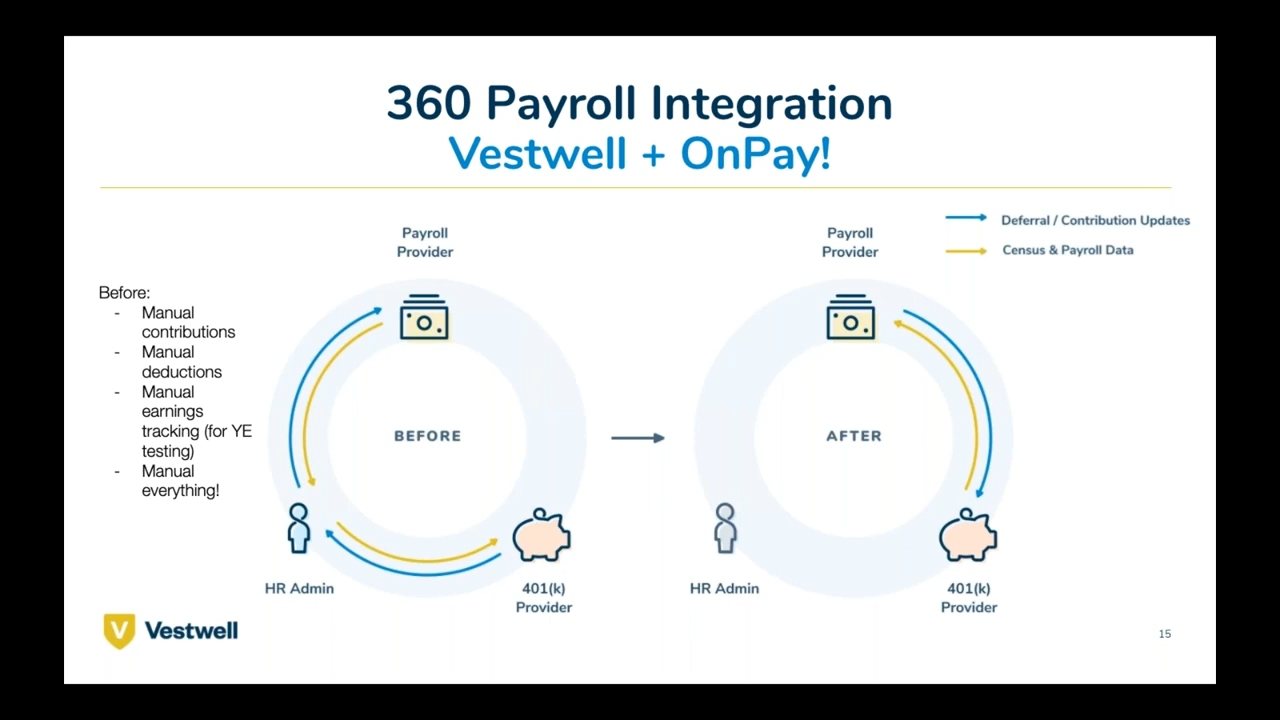 360 Payroll Integration
Vestwell + OnPay!
Deferral / Contribution Updates
Census & Payroll Data
Before:
- Manual
contributions
- Manual
deductions
- Manual
earnings
tracking (for YE
testing)
- Manual
everything!
Payroll
Provider
BEFORE
HR Admin
401(k)
Provider
Payroll
Provider
AFTER
HR Admin
401(k)
Provider
V Vestwell
15